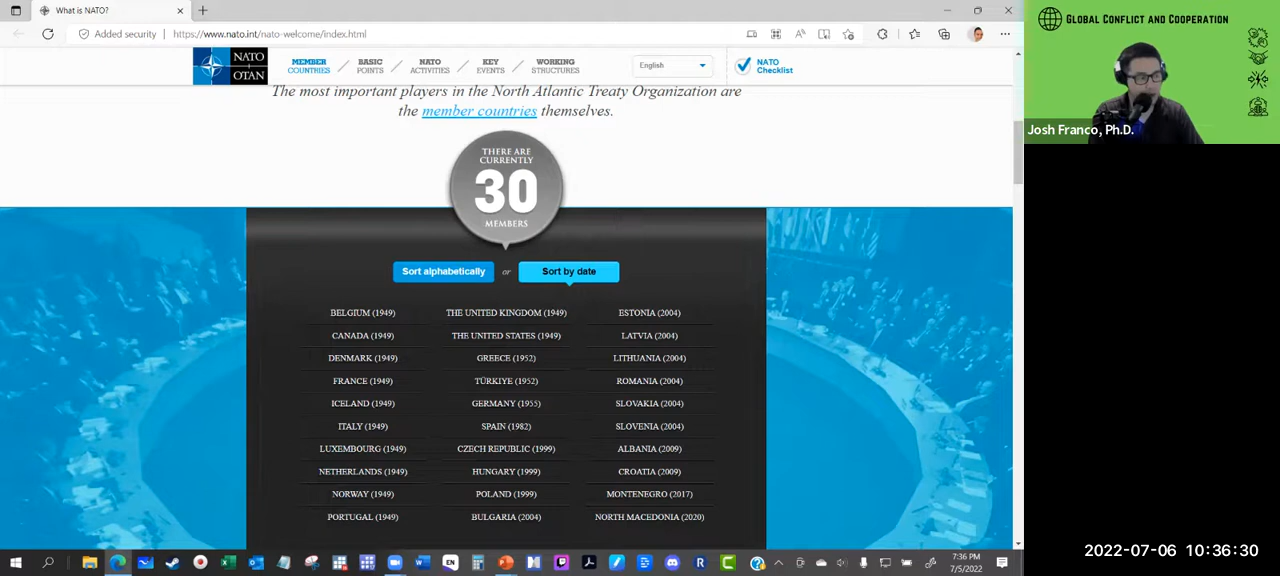 What is NATO?
Added security
https://www.nato.int/nato-welcome/index.html
NATO
OTAN
MEMBER
COUNTRIES
BASIC
POINTS
NATO
ACTIVITIES
KEY
EVENTS
WORKING
STRUCTURES
English
NATO
Checklist
The most important players in the North Atlantic Treaty Organization are
the member countries themselves.
THERE ARE
CURRENTLY
30
MEMBERS
Sort alphabetically or Sort by date
BELGIUM (1949) THE UNITED KINGDOM (1949) ESTONIA (2004)
CANADA (1949) THE UNITED STATES (1949) LATVIA (2004)
DENMARK (1949) GREECE (1952) LITHUANIA (2004)
FRANCE (1949) TÜRKIYE (1952) ROMANIA (2004)
ICELAND (1949) GERMANY (1955) SLOVAKIA (2004)
ITALY (1949) SPAIN (1982) SLOVENIA (2004)
LUXEMBOURG (1949) CZECH REPUBLIC (1999) ALBANIA (2009)
NETHERLANDS (1949) HUNGARY (1999) CROATIA (2009)
NORWAY (1949) POLAND (1999) MONTENEGRO (2017)
PORTUGAL (1949) BULGARIA (2004) NORTH MACEDONIA (2020)
GLOBAL CONFLICT AND COOPERATION
Josh Franco, Ph.D.
2022-07-06 10:36:30
EN
7:36 PM
7/5/2022